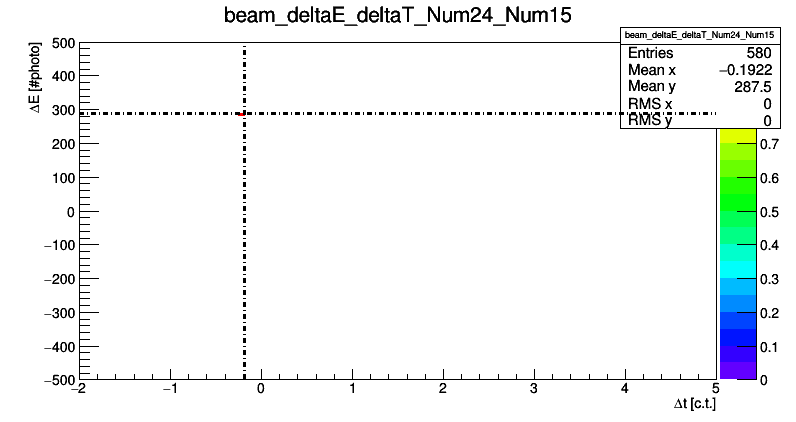 beam_deltaE_deltaT_Num24_Num15
beam_deltaE_deltaT_Num24_Num15
Entries 580
Mean x −0.1922
Mean y 287.5
RMS x 0
RMS y 0
ΔE [#photo]
500
400
300
200
100
0
−100
−200
−300
−400
−500
0.7
0.6
0.5
0.4
0.3
0.2
0.1
0
−2 −1 0 1 2 3 4 5
Δt [c.t.]